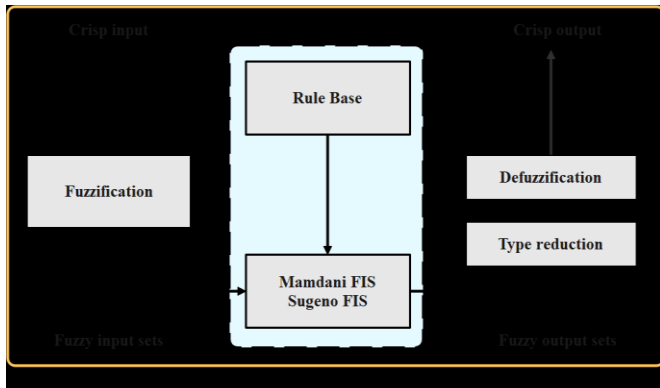 Crisp input
Crisp output
Rule Base
Fuzzification
Defuzzification
Type reduction
Mamdani FIS
Sugeno FIS
Fuzzy input sets
Fuzzy output sets